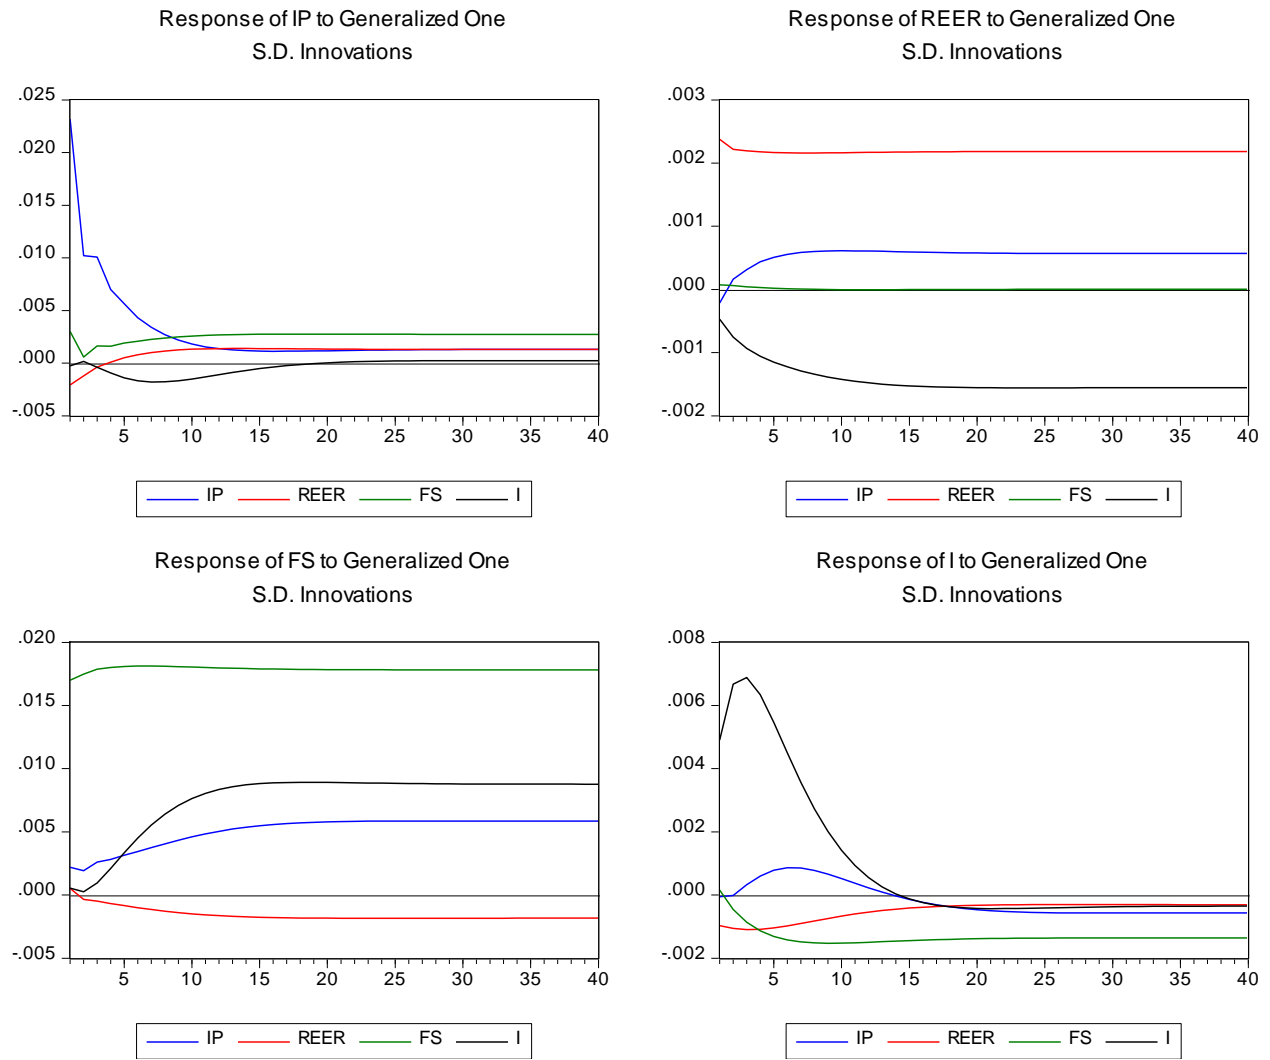 Response of IP to Generalized One
S.D. Innovations
.025
.020
.015
.010
.005
.000
-.005
5 10 15 20 25 30 35 40
IP REER FS I
Response of REER to Generalized One
S.D. Innovations
.003
.002
.001
.000
-.001
-.002
5 10 15 20 25 30 35 40
IP REER FS I
Response of FS to Generalized One
S.D. Innovations
.020
.015
.010
.005
.000
-.005
5 10 15 20 25 30 35 40
IP REER FS I
Response of I to Generalized One
S.D. Innovations
.008
.006
.004
.002
.000
-.002
5 10 15 20 25 30 35 40
IP REER FS I